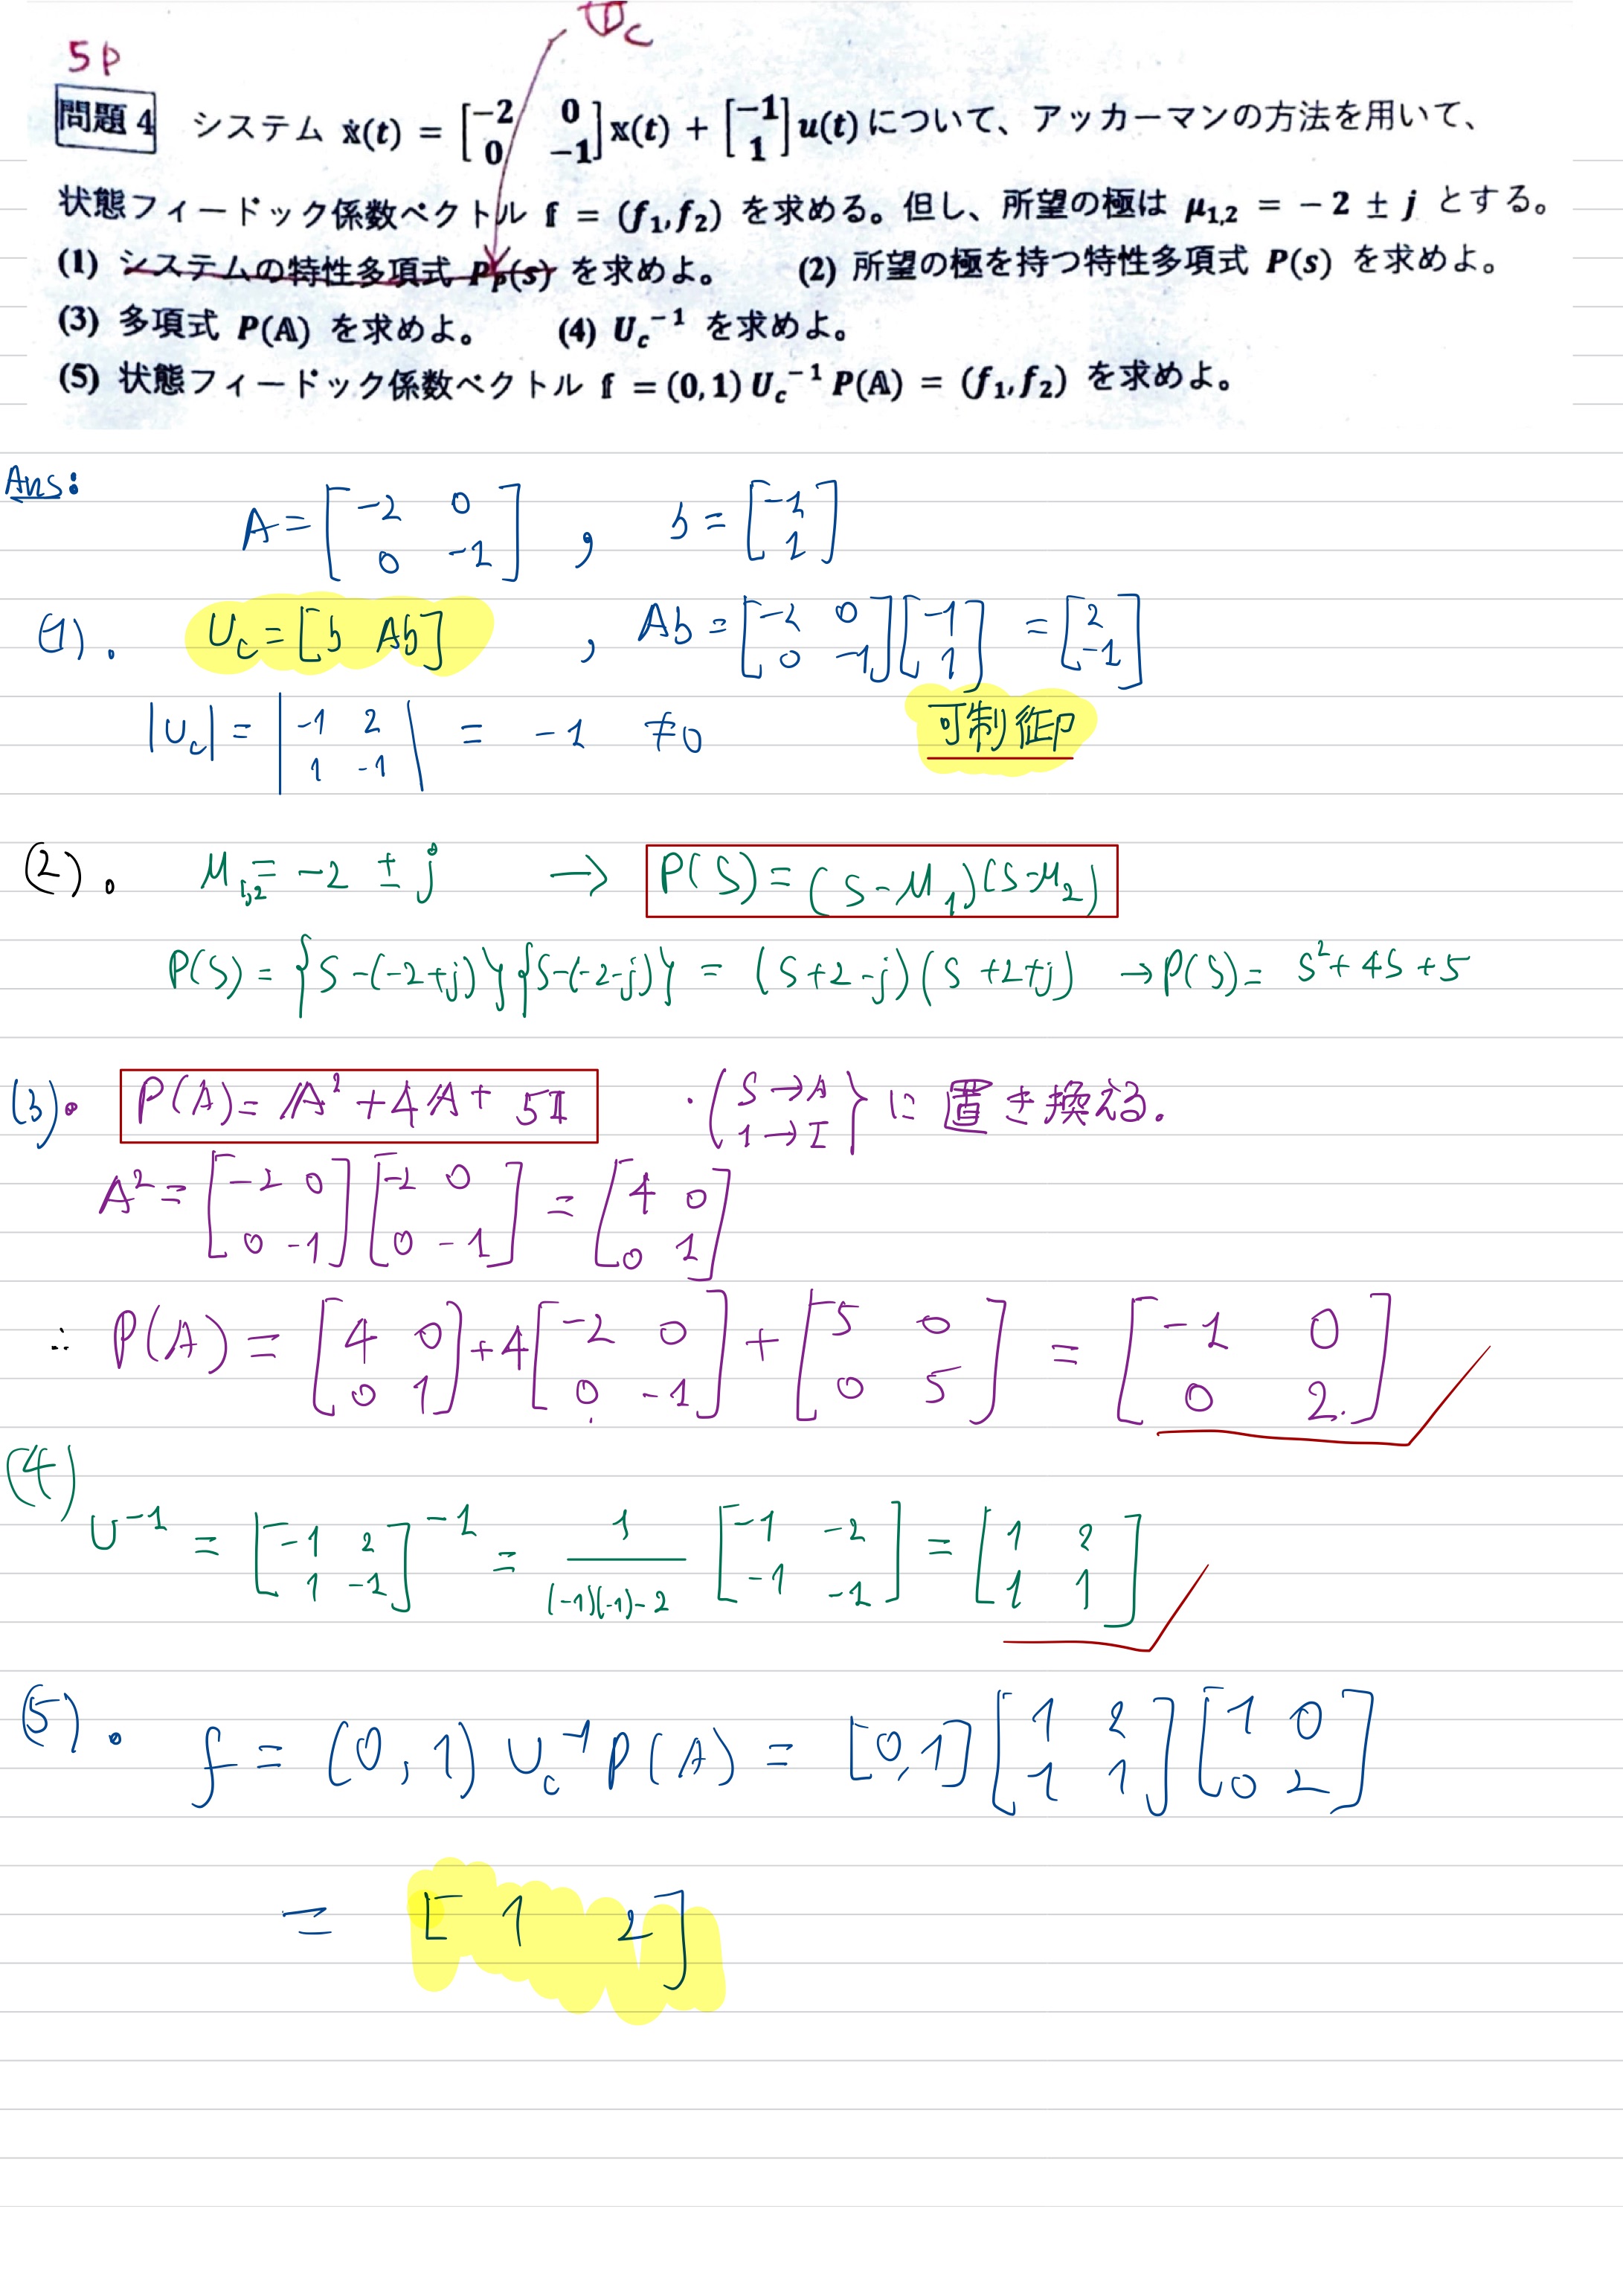 5P
𝕌c
問題 4 システム ẋ(t) = [-2 0; 0 -1] x(t) + [-1; 1] u(t) について、アッカーマンの方法を用いて、
状態フィードック係数ベクトル 𝕗 = (f₁, f₂) を求める。但し、所望の極は μ₁,₂ = − 2 ± j とする。
(1) システムの特性多項式 Pp(s) を求めよ。 (2) 所望の極を持つ特性多項式 P(s) を求めよ。
(3) 多項式 P(𝔸) を求めよ。 (4) Uc⁻¹ を求めよ。
(5) 状態フィードック係数ベクトル 𝕗 = (0, 1) Uc⁻¹ P(𝔸) = (f₁, f₂) を求めよ。
Ans:
A = [-2 0; 0 -1] , b = [-1; 1]
(1). Uc = [b Ab] , Ab = [-2 0; 0 -1][-1; 1] = [2; -1]
|Uc| = |-1 2; 1 -1| = -1 ≠0 可制御
(2). M₁,₂ = -2 ± j → P(S) = (S-M₁)(S-M₂)
P(S) = {S-(-2+j)}{S-(-2-j)} = (S+2-j)(S+2+j) → P(S) = S²+4S+5
(3). P(A) = 𝔸²+4𝔸+5I ・(S→A 1→I} に置き換える.
A² = [-2 0; 0 -1][-2 0; 0 -1] = [4 0; 0 1]
∴ P(A) = [4 0; 0 1]+4[-2 0; 0 -1]+[5 0; 0 5] = [-1 0; 0 2.]
(4)
U⁻¹ = [-1 2; 1 -1]⁻¹ = 1/((-1)(-1)-2) [-1 -2; -1 -1] = [1 2; 1 1]
(5). f = (0,1) Uc⁻¹ P(A) = [0,1][1 2; 1 1][1 0; 0 2]
= [1 2]